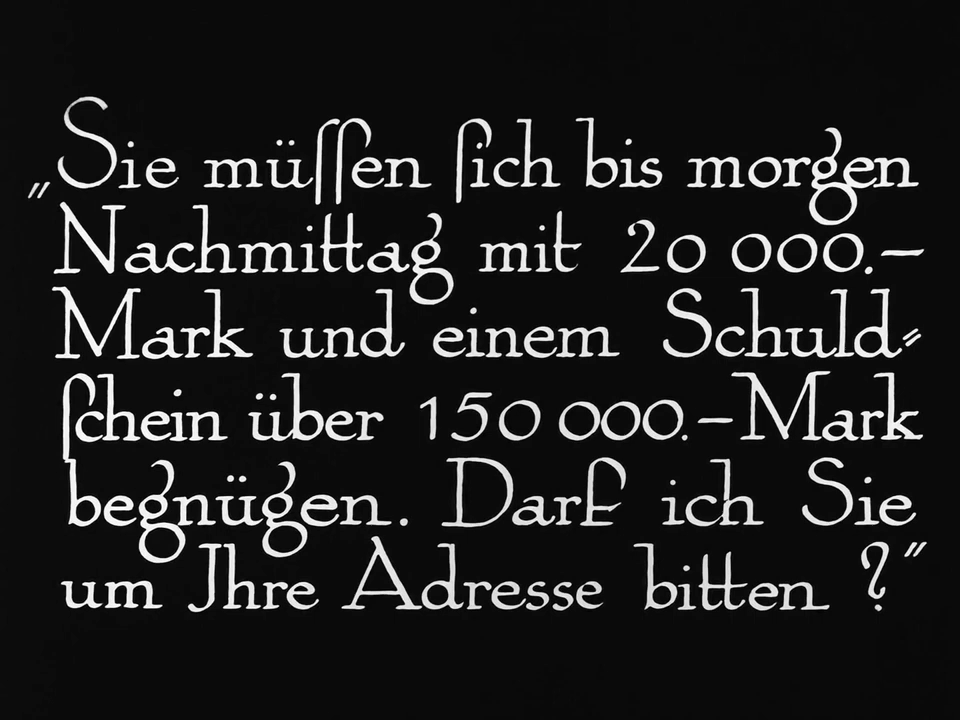 „Sie müſſen ſich bis morgen
Nachmittag mit 20 000.–
Mark und einem Schuld⸗
ſchein über 150 000.– Mark
begnügen. Darf ich Sie
um Ihre Adresse bitten ?"